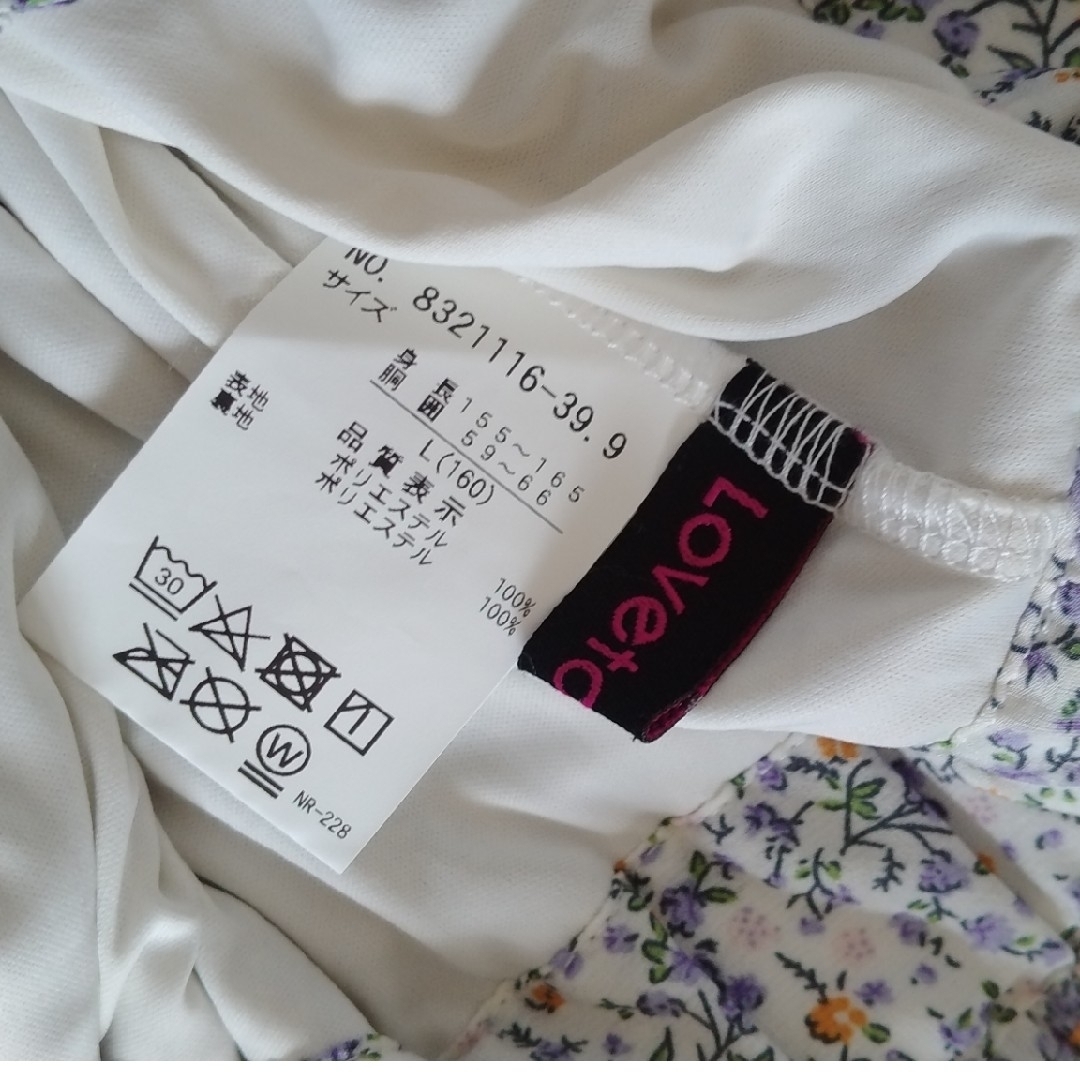 NO. 8321116-39.9
サイズ
身長 155～165
胴囲 59～66
L(160)
品質表示
表地 ポリエステル 100%
裏地 ポリエステル 100%
30
W
NR-228
Loveto